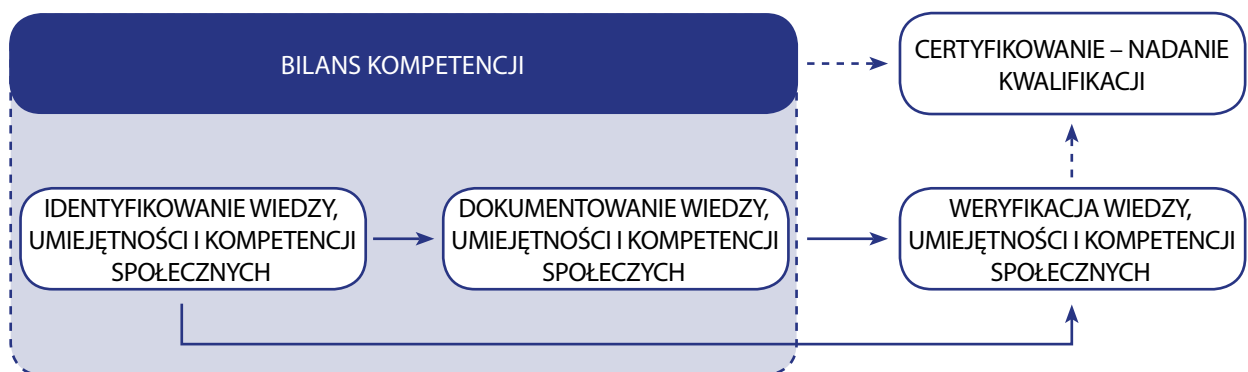 BILANS KOMPETENCJI
CERTYFIKOWANIE – NADANIE
KWALIFIKACJI
IDENTYFIKOWANIE WIEDZY,
UMIEJĘTNOŚCI I KOMPETENCJI
SPOŁECZNYCH
DOKUMENTOWANIE WIEDZY,
UMIEJĘTNOŚCI I KOMPETENCJI
SPOŁECZYCH
WERYFIKACJA WIEDZY,
UMIEJĘTNOŚCI I KOMPETENCJI
SPOŁECZNYCH